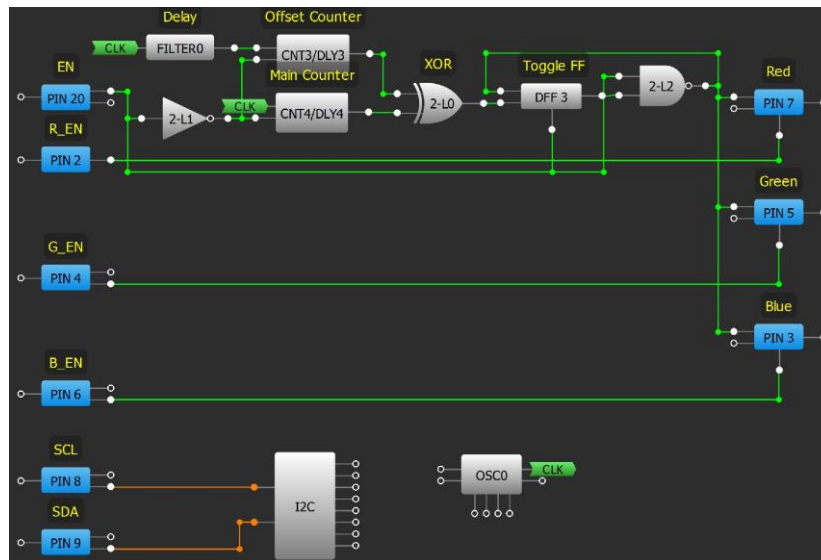 Delay
Offset Counter
CLK
FILTER0
CNT3/DLY3
EN
PIN 20
2-L1
Main Counter
CLK
CNT4/DLY4
XOR
2-L0
Toggle FF
DFF 3
2-L2
Red
PIN 7
R_EN
PIN 2
Green
PIN 5
G_EN
PIN 4
Blue
PIN 3
B_EN
PIN 6
SCL
PIN 8
SDA
PIN 9
I2C
OSC0
CLK